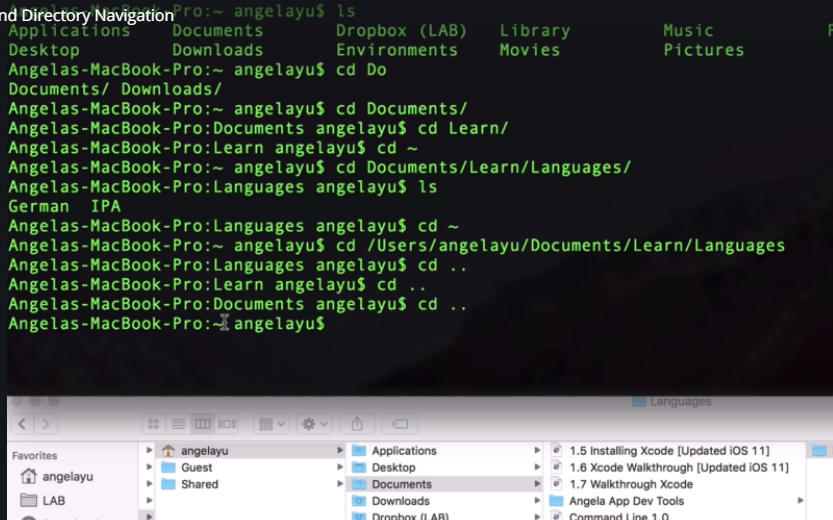 nd Directory Navigation
Angelas-MacBook-Pro:~ angelayu$ ls
Applications Documents Dropbox (LAB) Library Music
Desktop Downloads Environments Movies Pictures
Angelas-MacBook-Pro:~ angelayu$ cd Do
Documents/ Downloads/
Angelas-MacBook-Pro:~ angelayu$ cd Documents/
Angelas-MacBook-Pro:Documents angelayu$ cd Learn/
Angelas-MacBook-Pro:Learn angelayu$ cd ~
Angelas-MacBook-Pro:~ angelayu$ cd Documents/Learn/Languages/
Angelas-MacBook-Pro:Languages angelayu$ ls
German IPA
Angelas-MacBook-Pro:Languages angelayu$ cd ~
Angelas-MacBook-Pro:~ angelayu$ cd /Users/angelayu/Documents/Learn/Languages
Angelas-MacBook-Pro:Languages angelayu$ cd ..
Angelas-MacBook-Pro:Learn angelayu$ cd ..
Angelas-MacBook-Pro:Documents angelayu$ cd ..
Angelas-MacBook-Pro:~ angelayu$
Languages
Favorites
angelayu
LAB
angelayu
Guest
Shared
Applications
Desktop
Documents
Downloads
Dropbox (LAB)
1.5 Installing Xcode [Updated iOS 11]
1.6 Xcode Walkthrough [Updated iOS 11]
1.7 Walkthrough Xcode
Angela App Dev Tools
Command Line 1.0